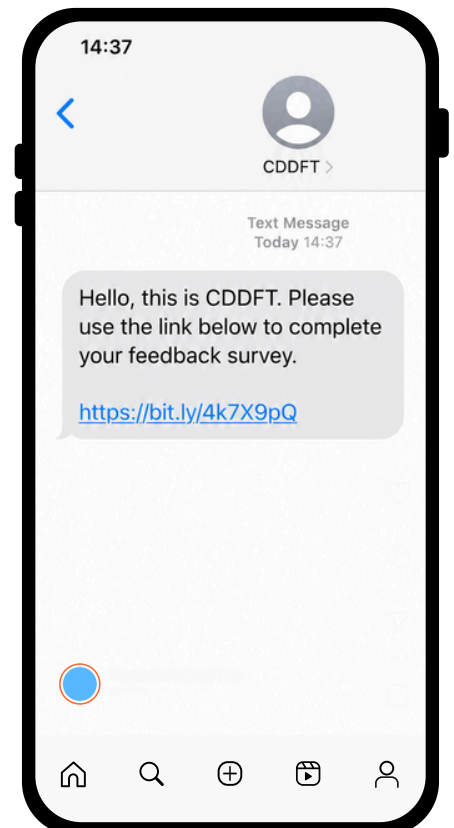 14:37
CDDFT
Text Message
Today 14:37
Hello, this is CDDFT. Please
use the link below to complete
your feedback survey.
https://bit.ly/4k7X9pQ